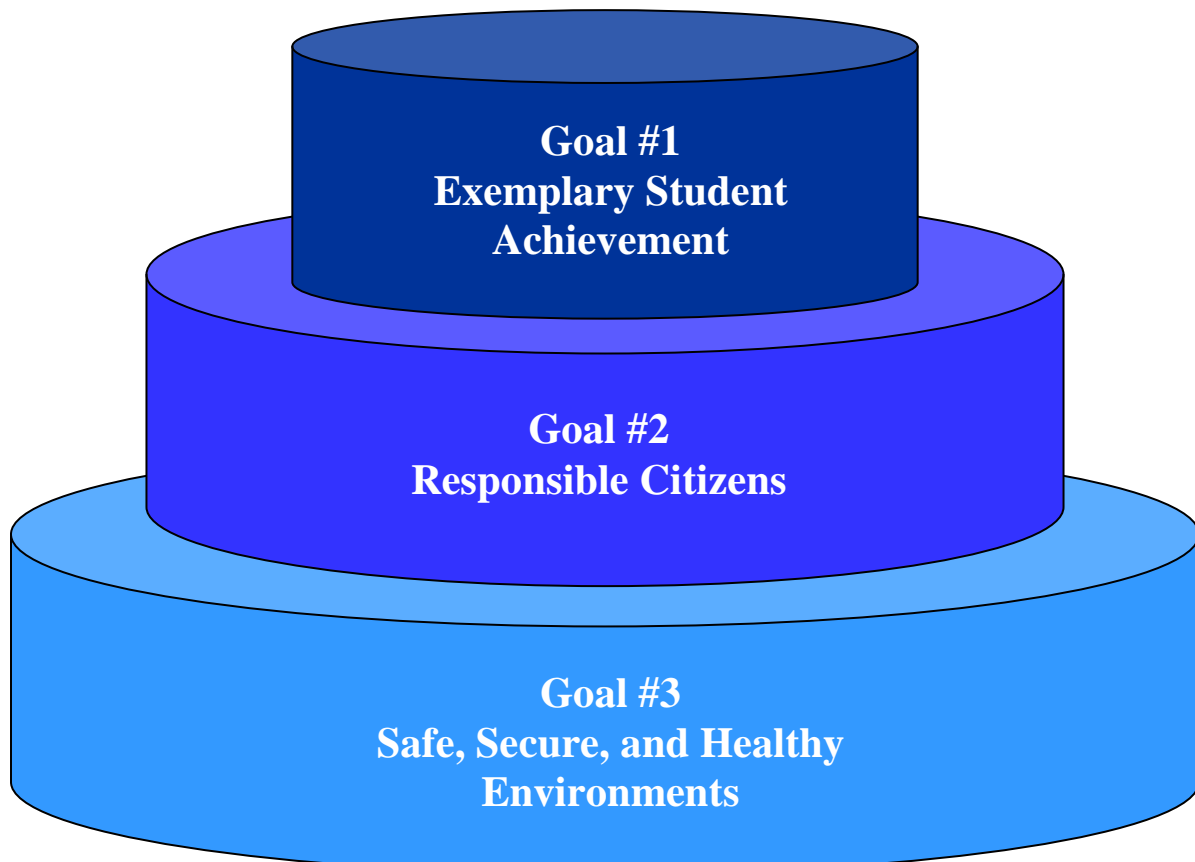 Goal #1
Exemplary Student
Achievement
Goal #2
Responsible Citizens
Goal #3
Safe, Secure, and Healthy
Environments